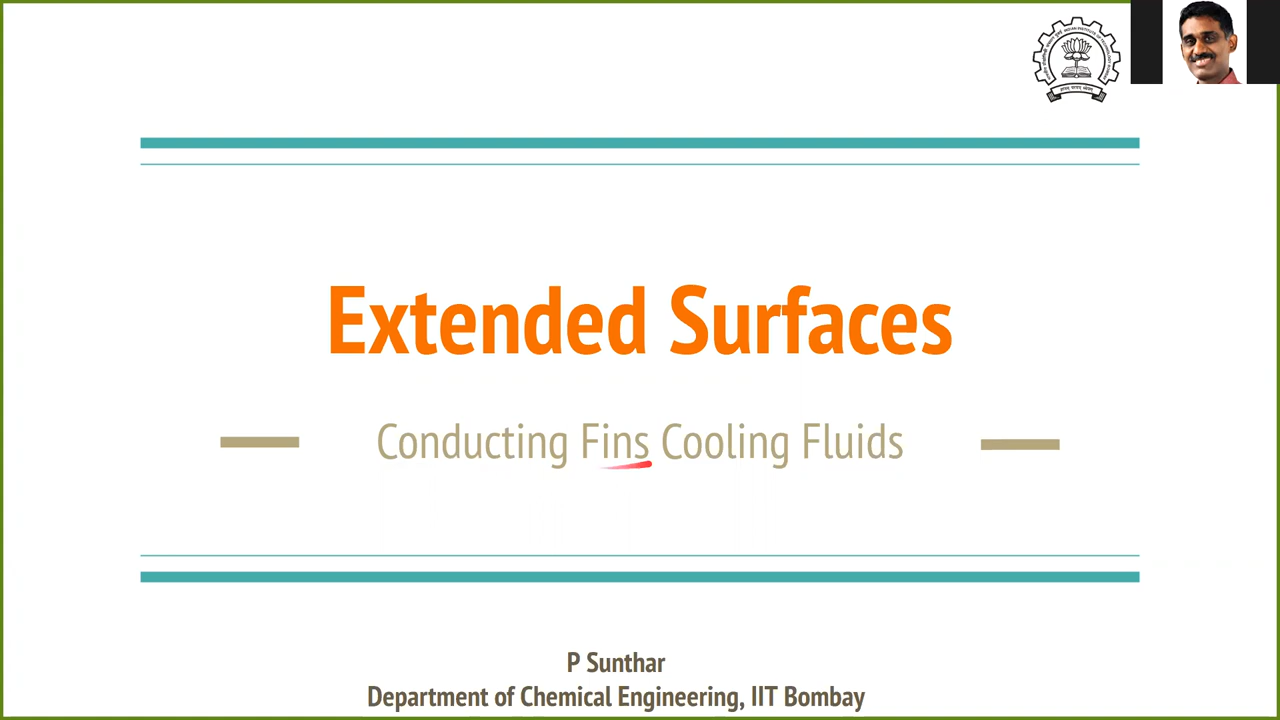 Extended Surfaces
Conducting Fins Cooling Fluids
P Sunthar
Department of Chemical Engineering, IIT Bombay